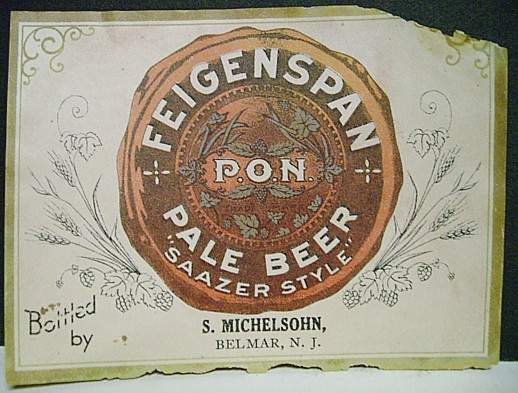 FEIGENSPAN
P.O.N.
PALE BEER
"SAAZER STYLE"
Bottled
by
S. MICHELSOHN,
BELMAR, N. J.